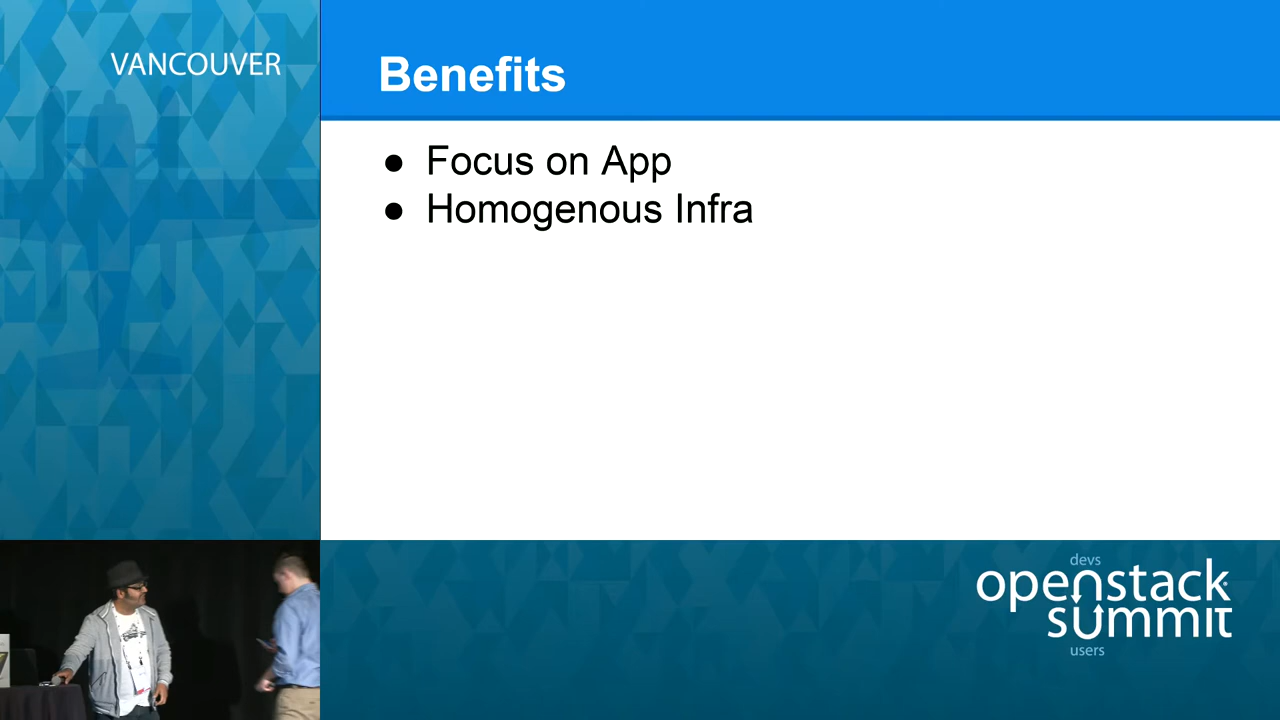 VANCOUVER
Benefits
● Focus on App
● Homogenous Infra
devs
openstack
summit
users